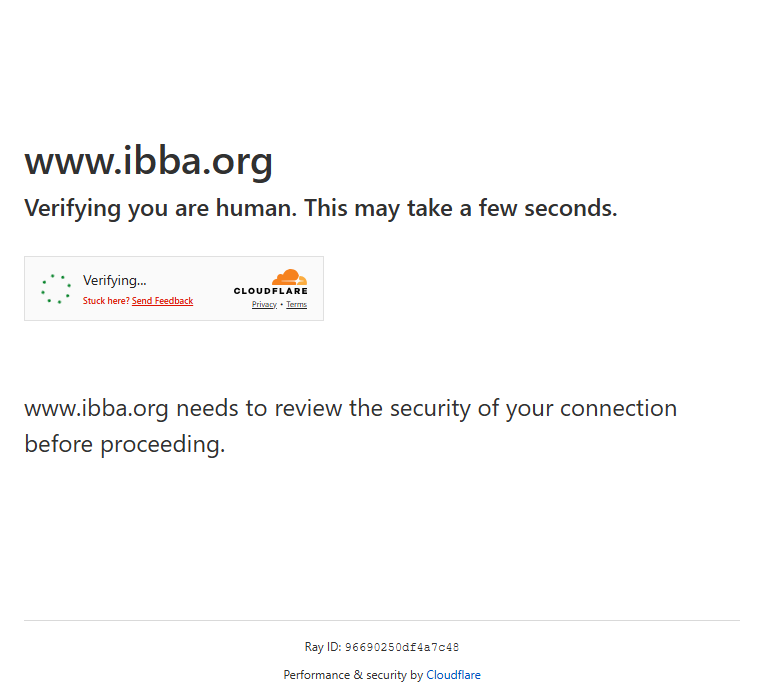 www.ibba.org
Verifying you are human. This may take a few seconds.
Verifying...
Stuck here? Send Feedback
CLOUDFLARE
Privacy • Terms
www.ibba.org needs to review the security of your connection
before proceeding.
Ray ID: 96690250df4a7c48
Performance & security by Cloudflare